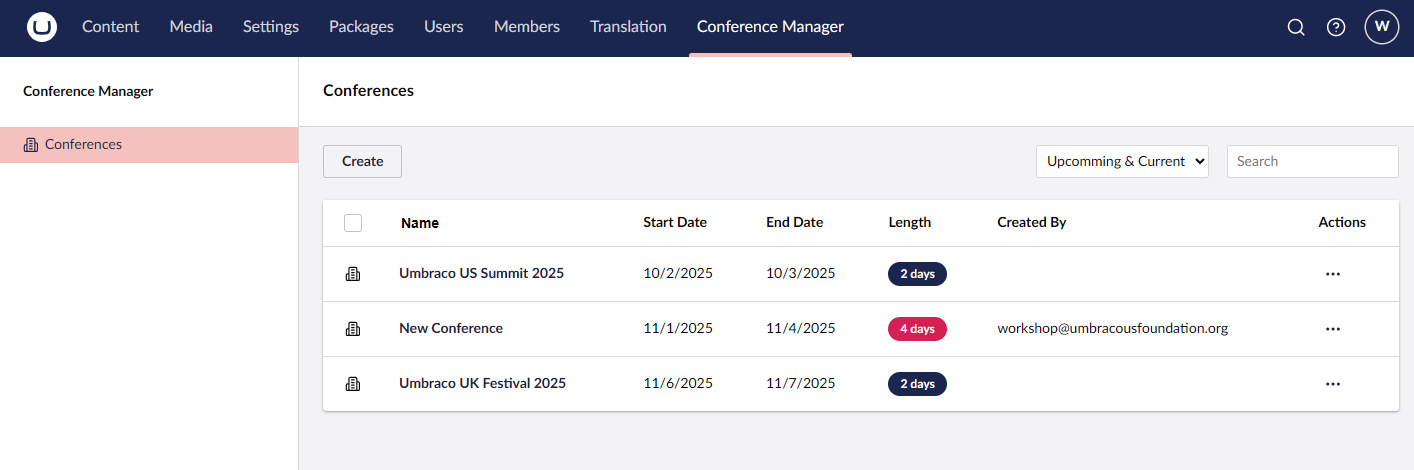 Content Media Settings Packages Users Members Translation Conference Manager W
Conference Manager
Conferences
Conferences
Create Upcomming & Current Search
Name Start Date End Date Length Created By Actions
Umbraco US Summit 2025 10/2/2025 10/3/2025 2 days
New Conference 11/1/2025 11/4/2025 4 days workshop@umbracousfoundation.org
Umbraco UK Festival 2025 11/6/2025 11/7/2025 2 days